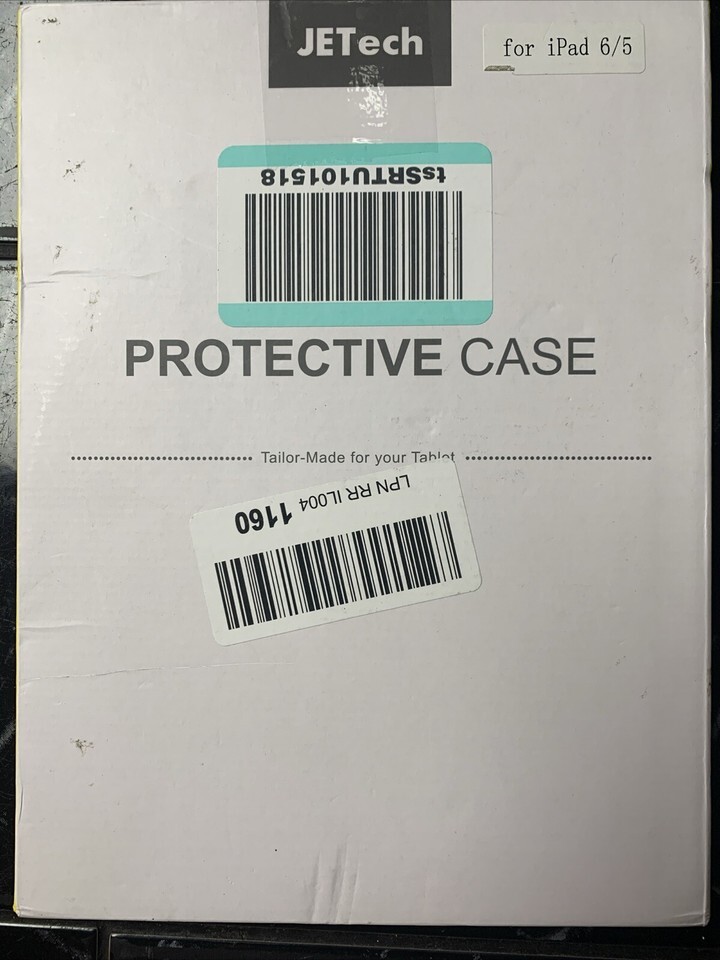 JETech
for iPad 6/5
tsSRTU101518
PROTECTIVE CASE
Tailor-Made for your Tablet
LPN RR IL004 1160